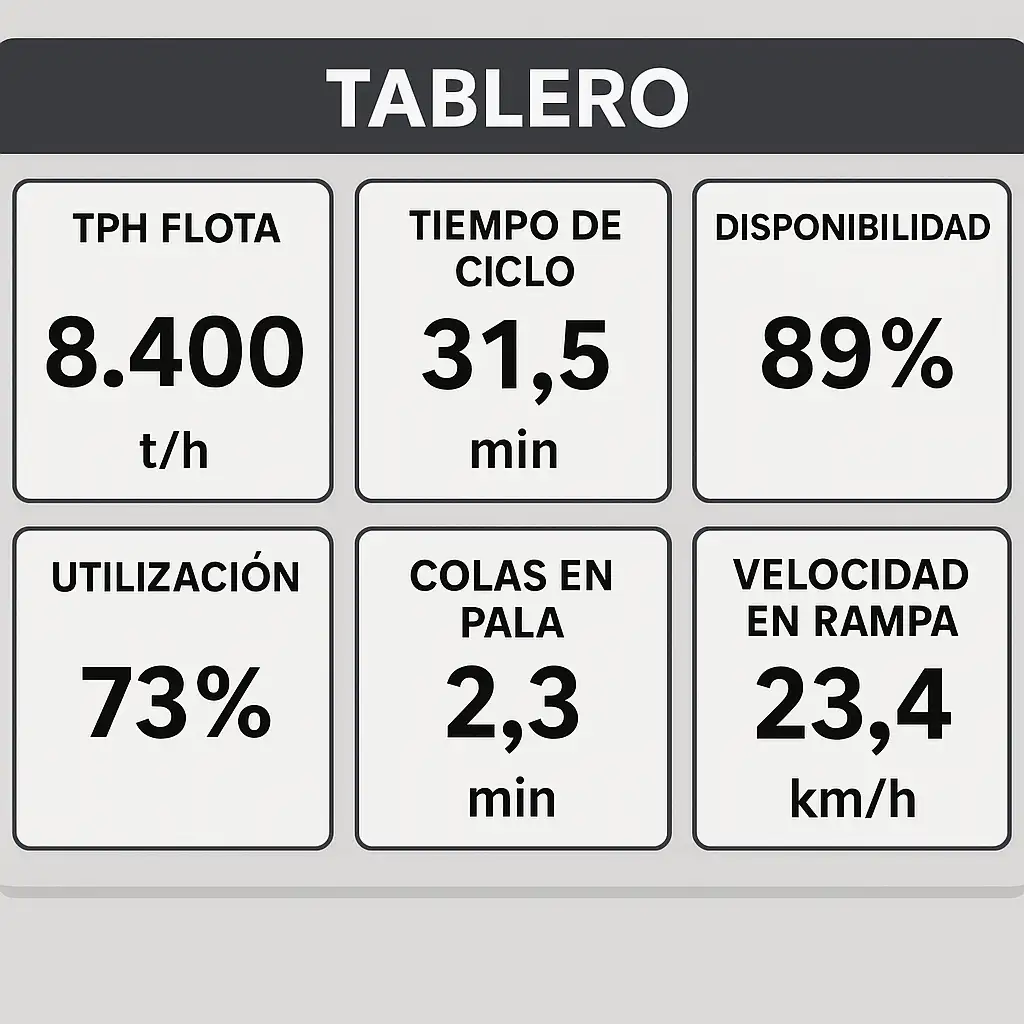 TABLERO
TPH FLOTA
8.400
t/h
TIEMPO DE
CICLO
31,5
min
DISPONIBILIDAD
89%
UTILIZACIÓN
73%
COLAS EN
PALA
2,3
min
VELOCIDAD
EN RAMPA
23,4
km/h